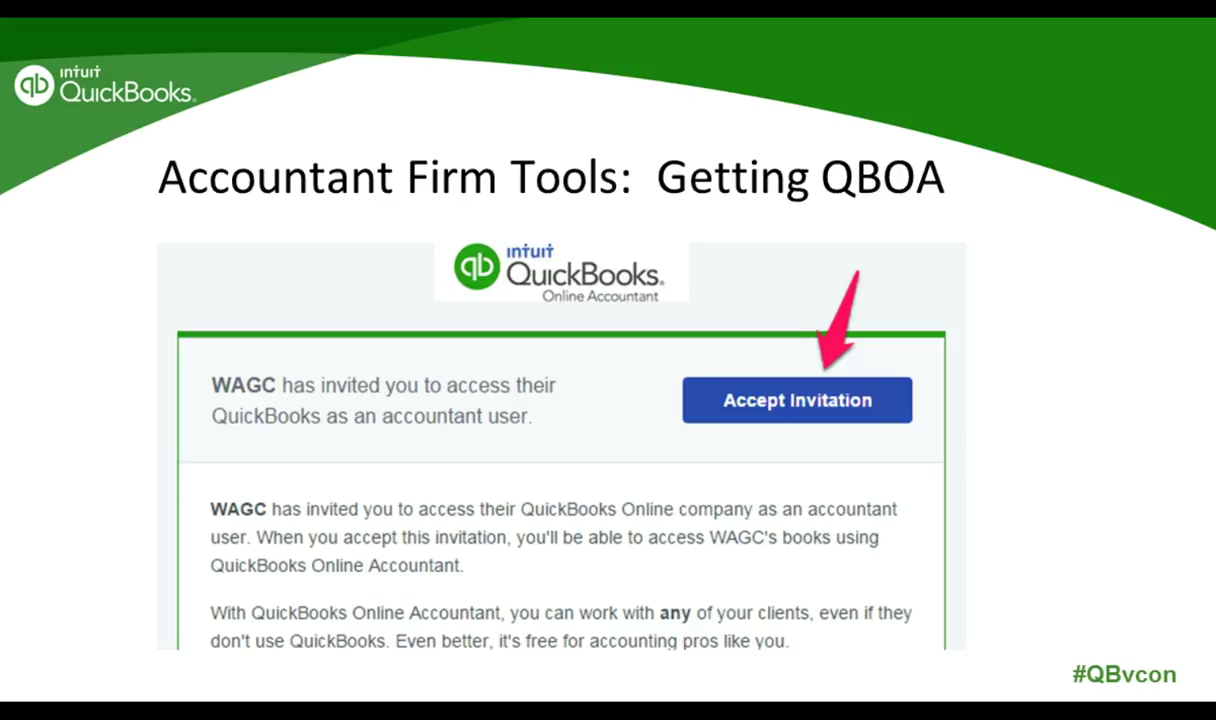 intuit
QuickBooks.
Accountant Firm Tools:  Getting QBOA
intuit
QuickBooks.
Online Accountant
WAGC has invited you to access their
QuickBooks as an accountant user.
Accept Invitation
WAGC has invited you to access their QuickBooks Online company as an accountant
user. When you accept this invitation, you'll be able to access WAGC's books using
QuickBooks Online Accountant.
With QuickBooks Online Accountant, you can work with any of your clients, even if they
don't use QuickBooks. Even better, it's free for accounting pros like you.
#QBvcon